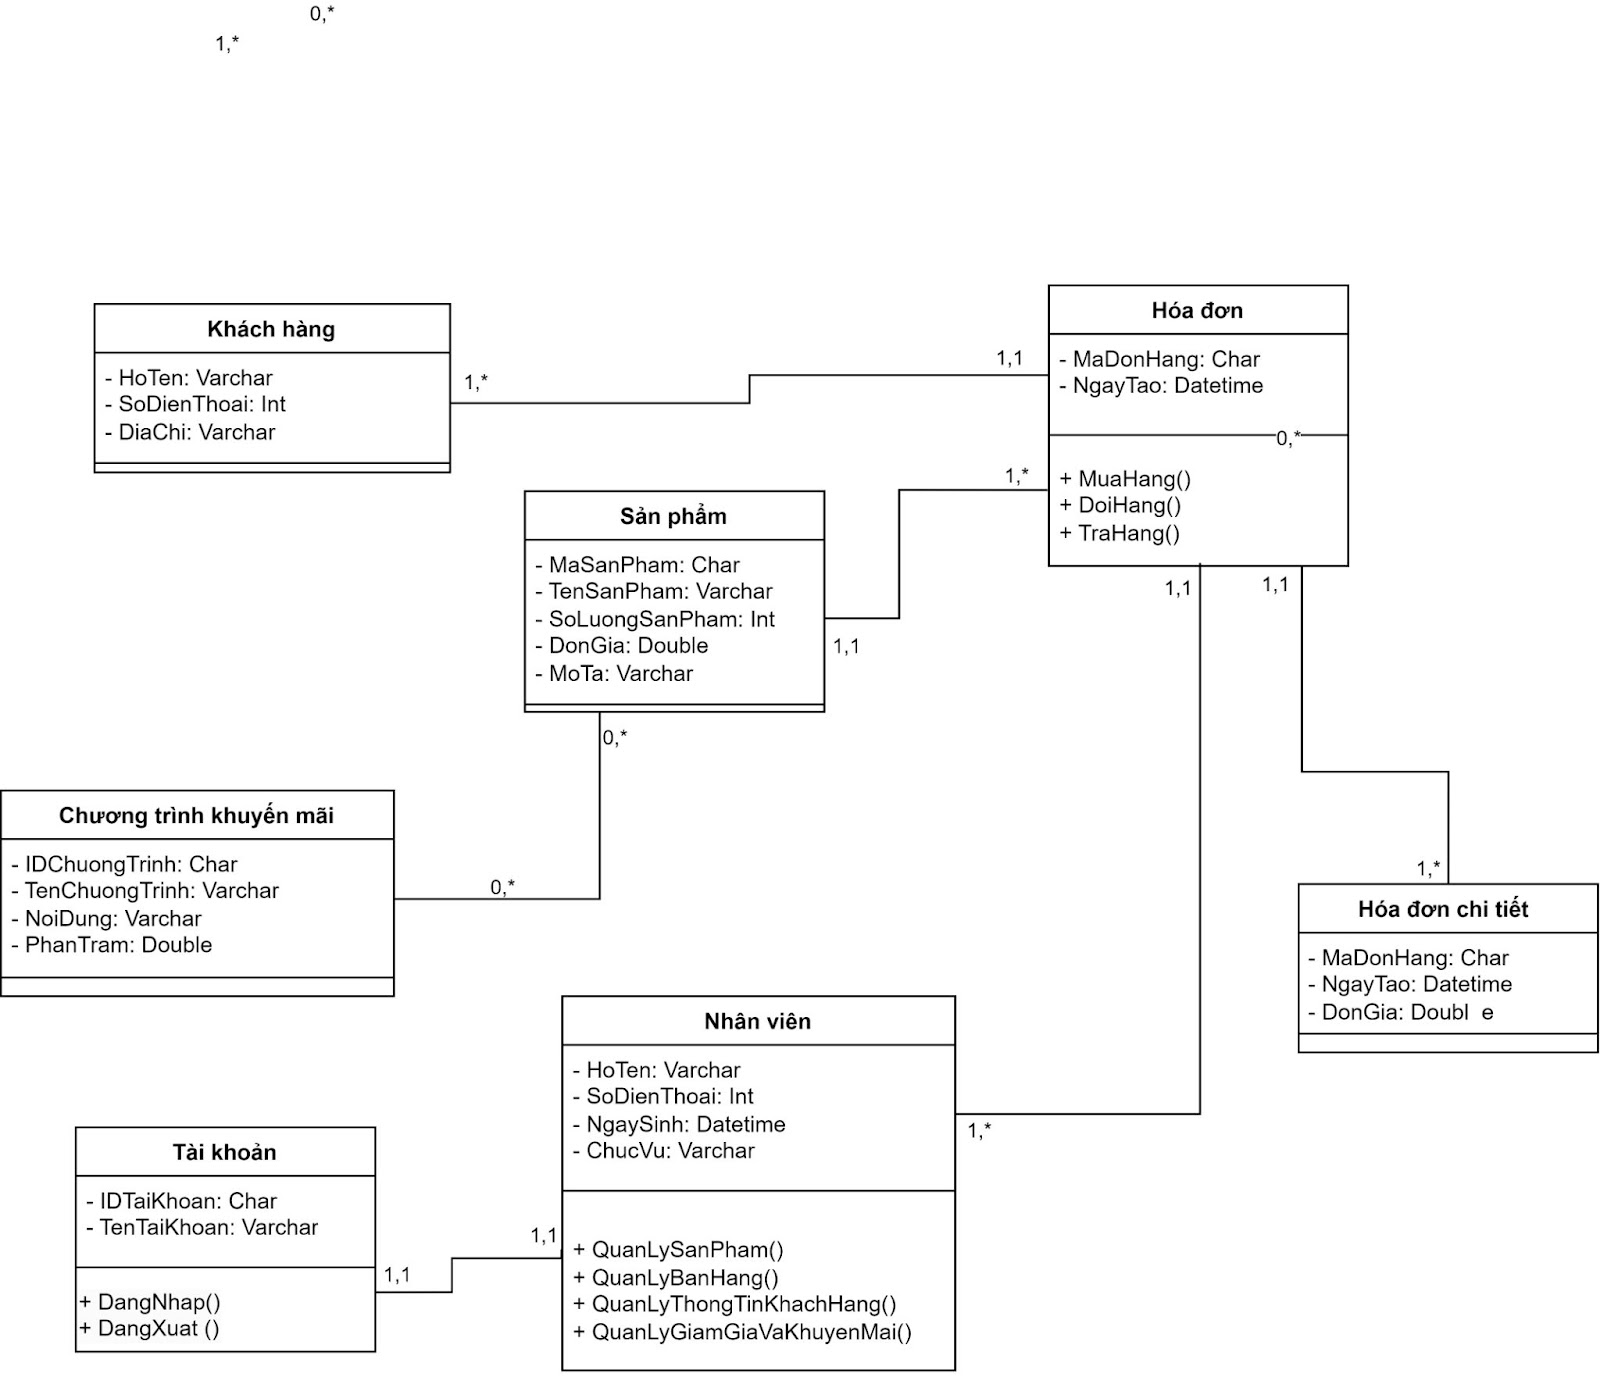 0,*
1,*
Khách hàng
- HoTen: Varchar
- SoDienThoai: Int
- DiaChi: Varchar
1,*
1,1
Hóa đơn
- MaDonHang: Char
- NgayTao: Datetime
0,*
+ MuaHang()
+ DoiHang()
+ TraHang()
1,*
1,1
1,1
Sản phẩm
- MaSanPham: Char
- TenSanPham: Varchar
- SoLuongSanPham: Int
- DonGia: Double
- MoTa: Varchar
1,1
0,*
Chương trình khuyến mãi
- IDChuongTrinh: Char
- TenChuongTrinh: Varchar
- NoiDung: Varchar
- PhanTram: Double
0,*
1,*
Hóa đơn chi tiết
- MaDonHang: Char
- NgayTao: Datetime
- DonGia: Doubl e
Nhân viên
- HoTen: Varchar
- SoDienThoai: Int
- NgaySinh: Datetime
- ChucVu: Varchar
+ QuanLySanPham()
+ QuanLyBanHang()
+ QuanLyThongTinKhachHang()
+ QuanLyGiamGiaVaKhuyenMai()
1,*
1,1
Tài khoản
- IDTaiKhoan: Char
- TenTaiKhoan: Varchar
+ DangNhap()
+ DangXuat ()
1,1